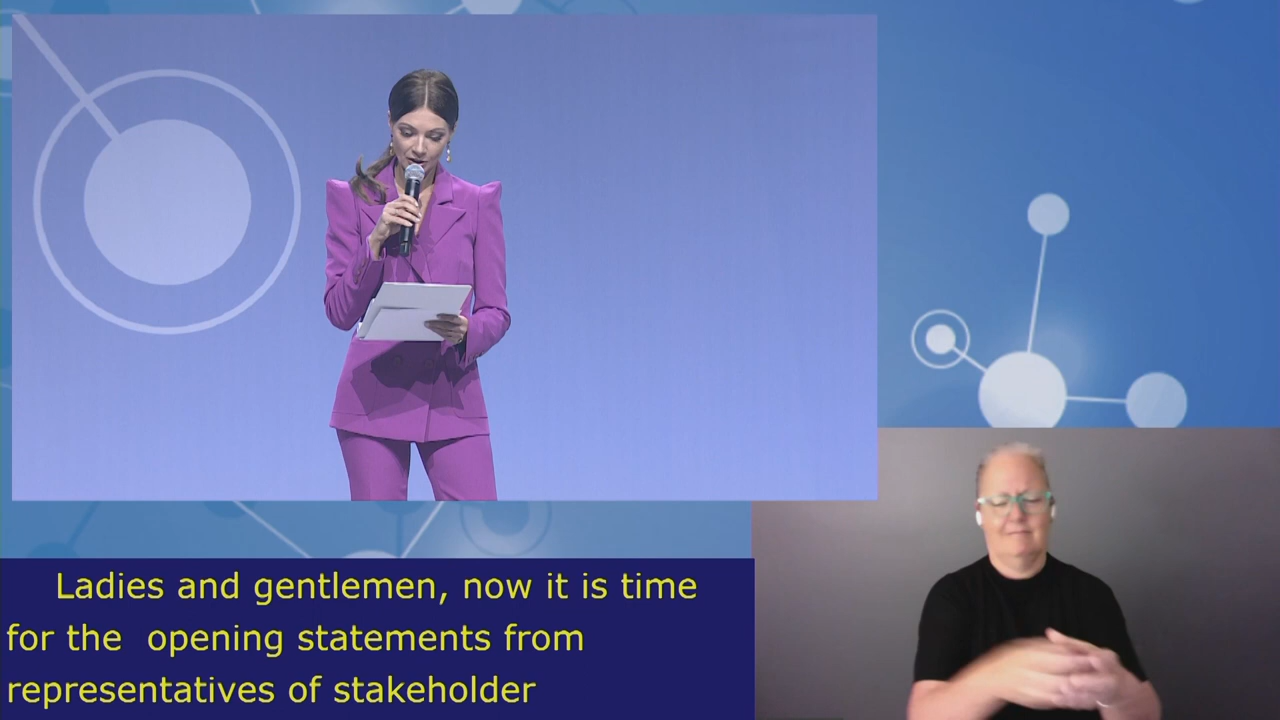 Ladies and gentlemen, now it is time
for the  opening statements from
representatives of stakeholder